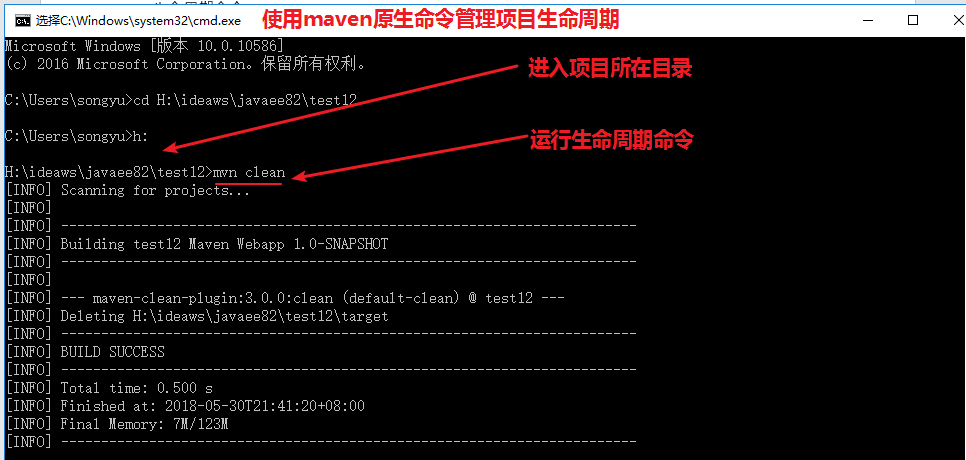 选择C:\Windows\system32\cmd.exe
使用maven原生命令管理项目生命周期
Microsoft Windows [版本 10.0.10586]
(c) 2016 Microsoft Corporation。保留所有权利。
进入项目所在目录
C:\Users\songyu>cd H:\ideaws\javaee82\test12
C:\Users\songyu>h:
运行生命周期命令
H:\ideaws\javaee82\test12>mvn clean
[INFO] Scanning for projects...
[INFO]
[INFO] ------------------------------------------------------------------------
[INFO] Building test12 Maven Webapp 1.0-SNAPSHOT
[INFO] ------------------------------------------------------------------------
[INFO]
[INFO] --- maven-clean-plugin:3.0.0:clean (default-clean) @ test12 ---
[INFO] Deleting H:\ideaws\javaee82\test12\target
[INFO] ------------------------------------------------------------------------
[INFO] BUILD SUCCESS
[INFO] ------------------------------------------------------------------------
[INFO] Total time: 0.500 s
[INFO] Finished at: 2018-05-30T21:41:20+08:00
[INFO] Final Memory: 7M/123M
[INFO] ------------------------------------------------------------------------